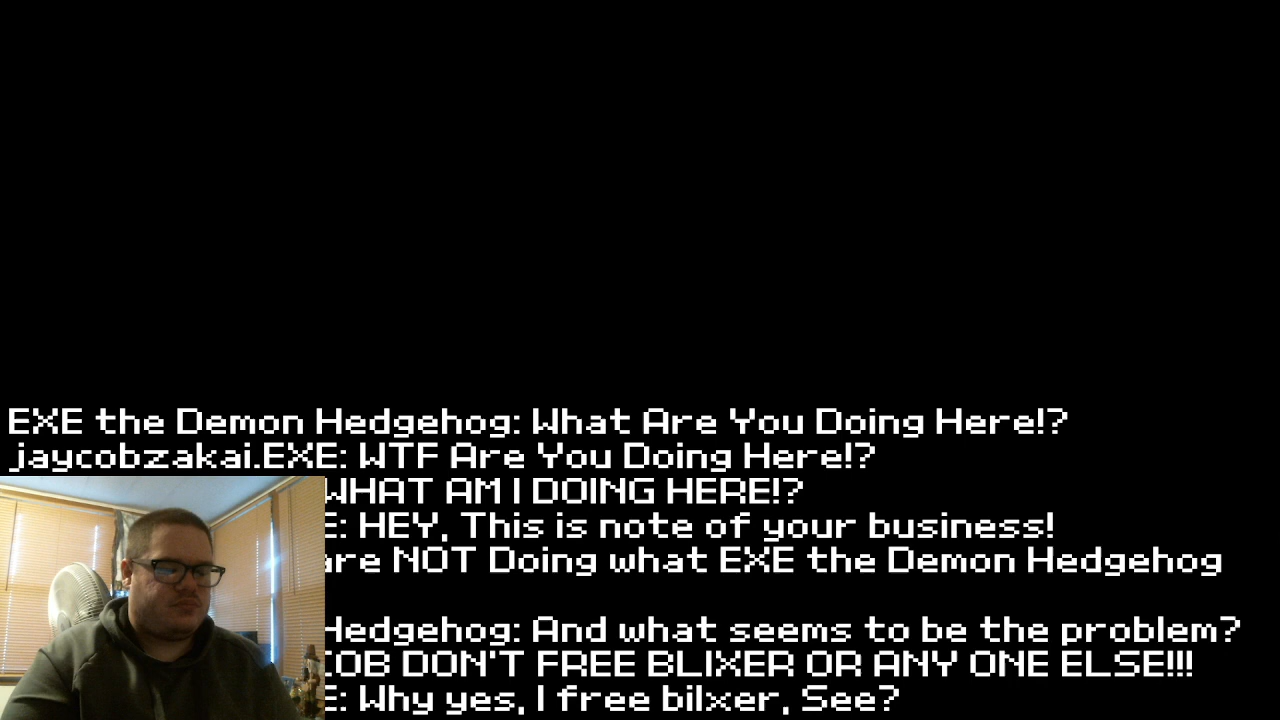 EXE the Demon Hedgehog: What Are You Doing Here!?
jaycobzakai.EXE: WTF Are You Doing Here!?
WHAT AM I DOING HERE!?
E: HEY, This is note of your business!
are NOT Doing what EXE the Demon Hedgehog
Hedgehog: And what seems to be the problem?
COB DON'T FREE BLIXER OR ANY ONE ELSE!!!
E: Why yes, I free bilxer, See?